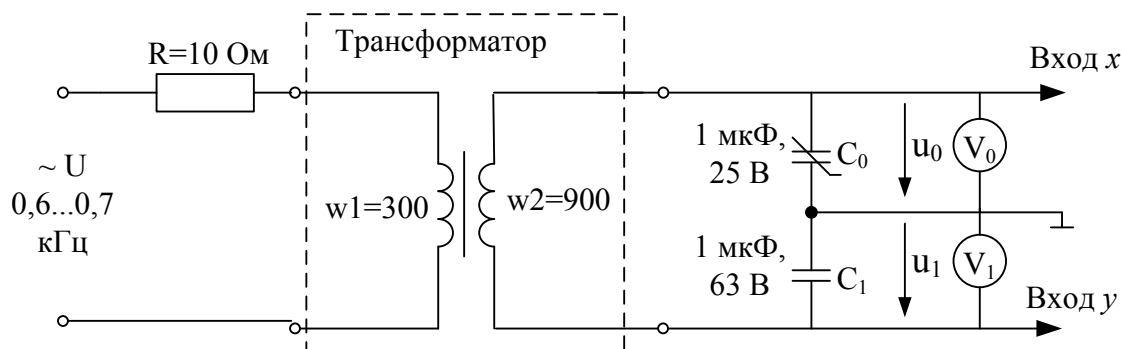 Трансформатор
R=10 Ом
Вход x
~ U
0,6...0,7
кГц
w1=300
w2=900
1 мкФ,
25 В
C₀
u₀
V₀
1 мкФ,
63 В
C₁
u₁
V₁
Вход y